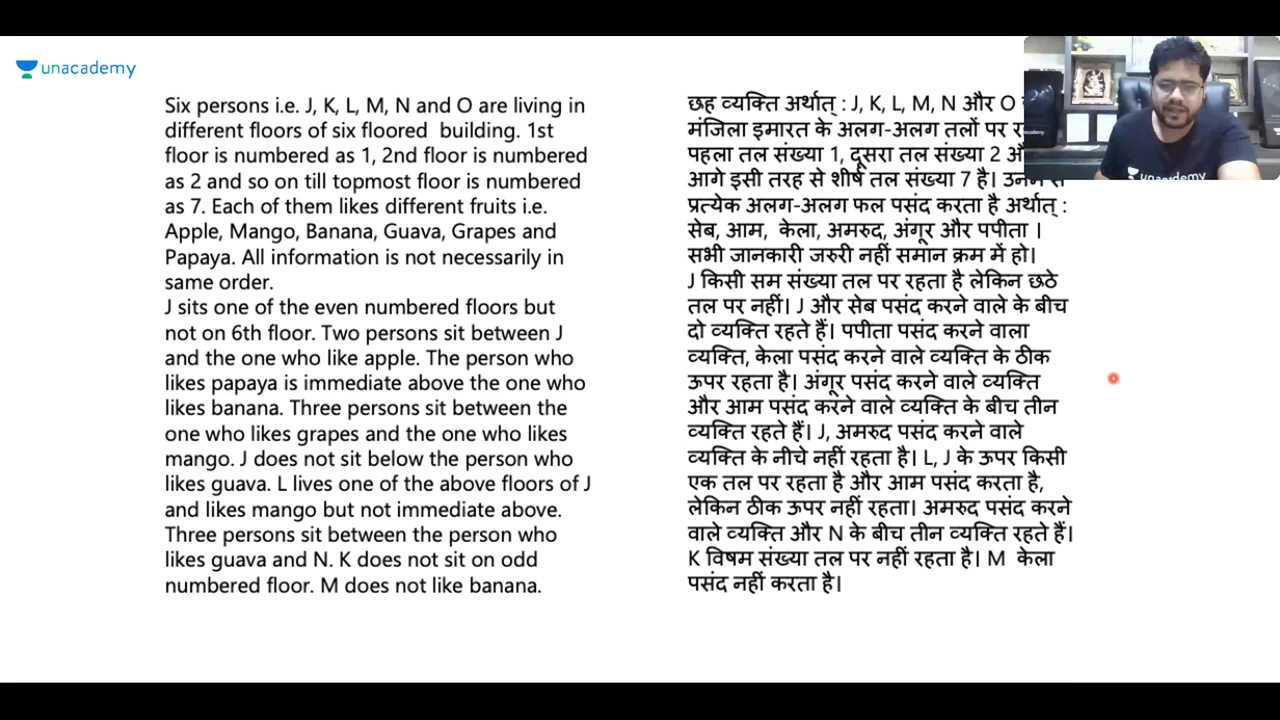 unacademy
Six persons i.e. J, K, L, M, N and O are living in
different floors of six floored building. 1st
floor is numbered as 1, 2nd floor is numbered
as 2 and so on till topmost floor is numbered
as 7. Each of them likes different fruits i.e.
Apple, Mango, Banana, Guava, Grapes and
Papaya. All information is not necessarily in
same order.
J sits one of the even numbered floors but
not on 6th floor. Two persons sit between J
and the one who like apple. The person who
likes papaya is immediate above the one who
likes banana. Three persons sit between the
one who likes grapes and the one who likes
mango. J does not sit below the person who
likes guava. L lives one of the above floors of J
and likes mango but not immediate above.
Three persons sit between the person who
likes guava and N. K does not sit on odd
numbered floor. M does not like banana.
छह व्यक्ति अर्थात् : J, K, L, M, N और O
मंजिला इमारत के अलग-अलग तलों पर
पहला तल संख्या 1, दूसरा तल संख्या 2
आगे इसी तरह से शीर्ष तल संख्या 7 है।
प्रत्येक अलग-अलग फल पसंद करता है अर्थात् :
सेब, आम, केला, अमरुद, अंगूर और पपीता ।
सभी जानकारी जरुरी नहीं समान क्रम में हो।
J किसी सम संख्या तल पर रहता है लेकिन छठे
तल पर नहीं। J और सेब पसंद करने वाले के बीच
दो व्यक्ति रहते हैं। पपीता पसंद करने वाला
व्यक्ति, केला पसंद करने वाले व्यक्ति के ठीक
ऊपर रहता है। अंगूर पसंद करने वाले व्यक्ति
और आम पसंद करने वाले व्यक्ति के बीच तीन
व्यक्ति रहते हैं। J, अमरुद पसंद करने वाले
व्यक्ति के नीचे नहीं रहता है। L, J के ऊपर किसी
एक तल पर रहता है और आम पसंद करता है,
लेकिन ठीक ऊपर नहीं रहता। अमरुद पसंद करने
वाले व्यक्ति और N के बीच तीन व्यक्ति रहते हैं।
K विषम संख्या तल पर नहीं रहता है। M केला
पसंद नहीं करता है।
unacademy